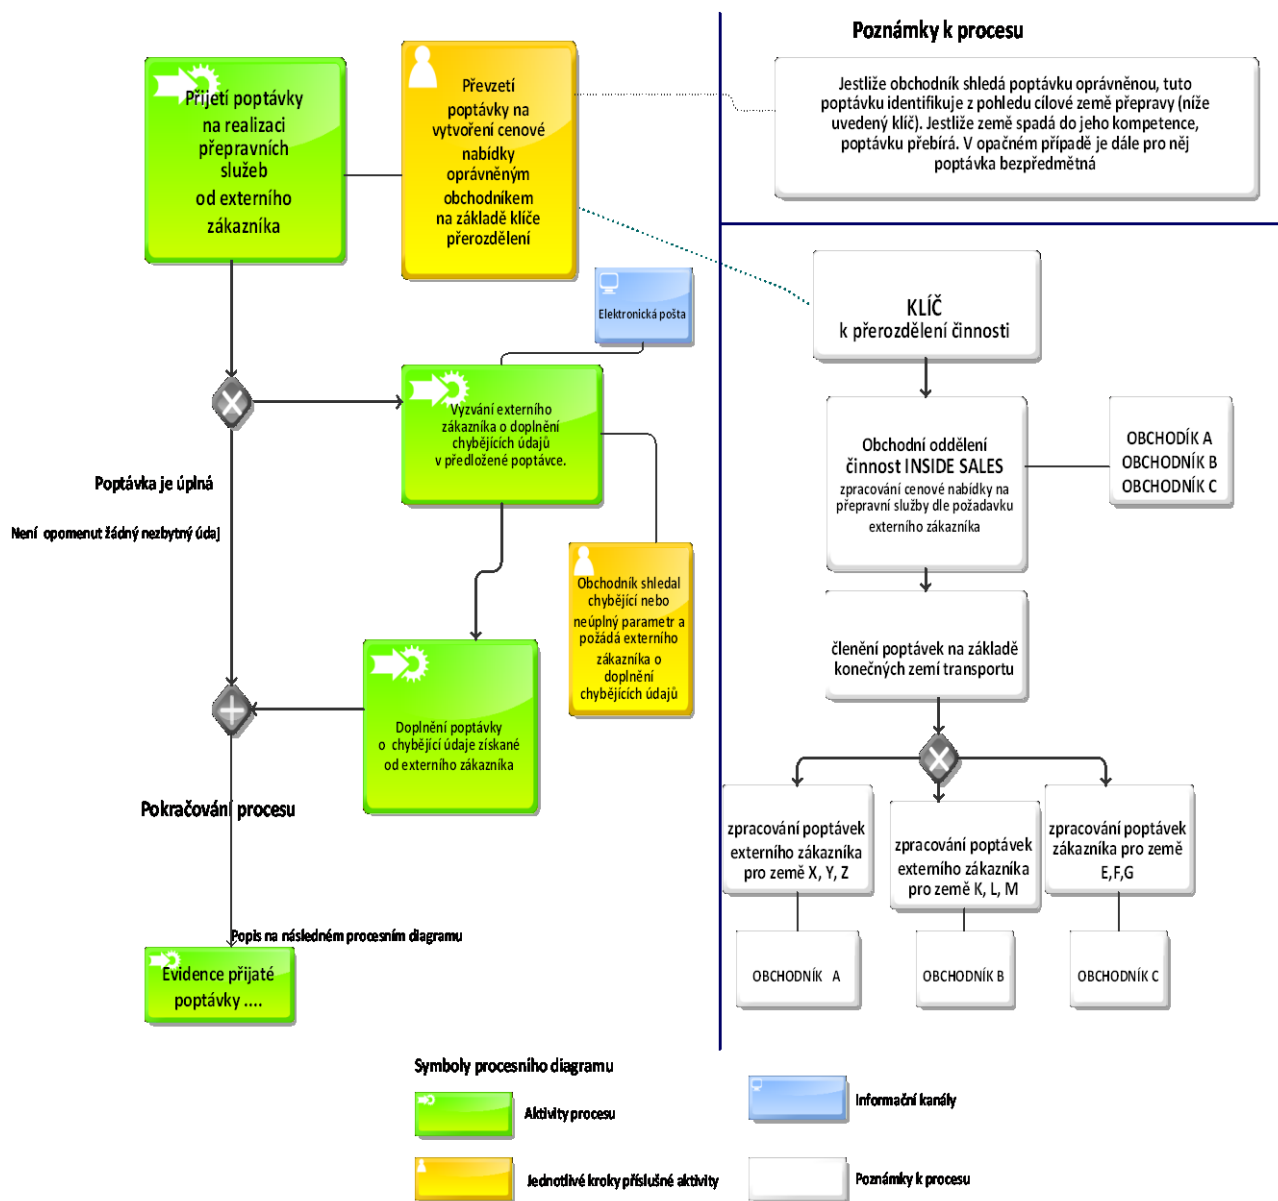 Přijetí poptávky
na realizaci
přepravních
služeb
od externího
zákazníka
Převzetí
poptávky na
vytvoření cenové
nabídky
oprávněným
obchodníkem
na základě klíče
přerozdělení
Elektronická pošta
Vyzvání externího
zákazníka o doplnění
chybějících údajů
v předložené poptávce.
Poptávka je úplná
Není opomenut žádný nezbytný údaj
Obchodník shledal
chybějící nebo
neúplný parametr a
požádá externího
zákazníka o
doplnění
chybějících údajů
Doplnění poptávky
o chybějící údaje získané
od externího zákazníka
Pokračování procesu
Popis na následném procesním diagramu
Evidence přijaté
poptávky ....
Poznámky k procesu
Jestliže obchodník shledá poptávku oprávněnou, tuto
poptávku identifikuje z pohledu cílové země přepravy (níže
uvedený klíč). Jestliže země spadá do jeho kompetence,
poptávku přebírá. V opačném případě je dále pro něj
poptávka bezpředmětná
KLÍČ
k přerozdělení činnosti
Obchodní oddělení
činnost INSIDE SALES
zpracování cenové nabídky na
přepravní služby dle požadavku
externího zákazníka
OBCHODÍK A
OBCHODNÍK B
OBCHODNÍK C
členění poptávek na základě
konečných zemí transportu
zpracování poptávek
externího zákazníka
pro země X, Y, Z
zpracování poptávek
externího zákazníka
pro země K, L, M
zpracování poptávek
zákazníka pro země
E,F,G
OBCHODNÍK A
OBCHODNÍK B
OBCHODNÍK C
Symboly procesního diagramu
Aktivity procesu
Informační kanály
Jednotlivé kroky příslušné aktivity
Poznámky k procesu